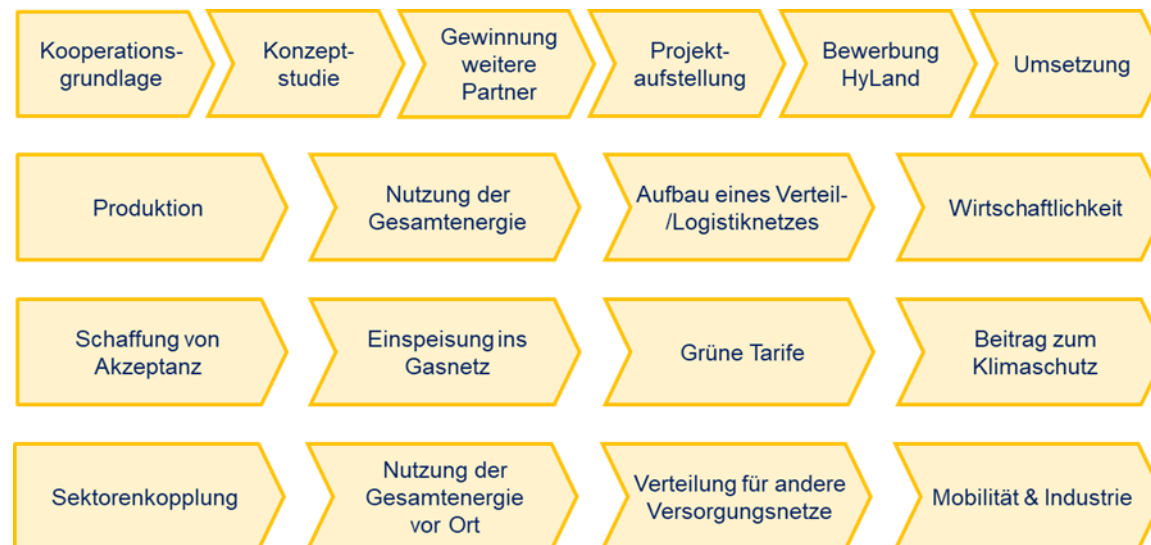 Kooperations-
grundlage
Konzept-
studie
Gewinnung
weitere
Partner
Projekt-
aufstellung
Bewerbung
HyLand
Umsetzung
Produktion
Nutzung der
Gesamtenergie
Aufbau eines Verteil-
/Logistiknetzes
Wirtschaftlichkeit
Schaffung von
Akzeptanz
Einspeisung ins
Gasnetz
Grüne Tarife
Beitrag zum
Klimaschutz
Sektorenkopplung
Nutzung der
Gesamtenergie
vor Ort
Verteilung für andere
Versorgungsnetze
Mobilität & Industrie